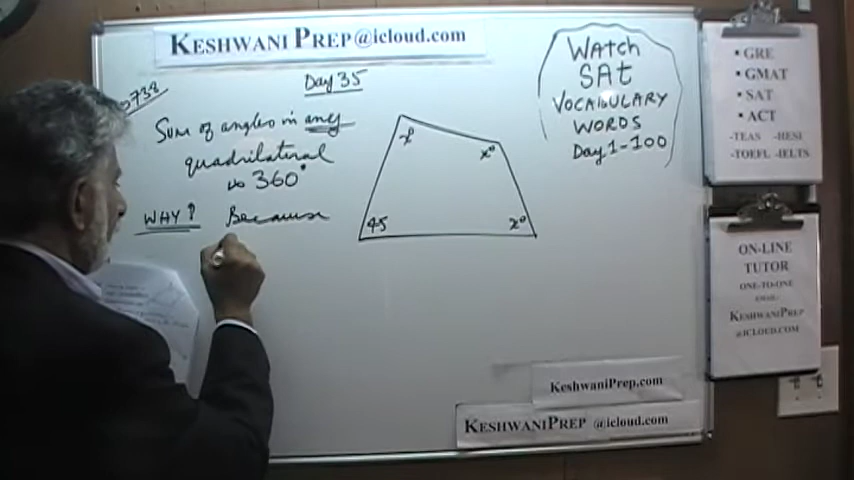 KESHWANI PREP@icloud.com
Day 35
Sum of angles in any
quadrilateral
is 360°
WHY? Because
x°
x°
45
x°
WAtch
SAt
VOCABULARY
WORDS
Day 1-100
• GRE
• GMAT
• SAT
• ACT
-TEAS -HESI
-TOEFL -IELTS
ON-LINE
TUTOR
ONE-TO-ONE
KESHWANIPREP
@ICLOUD.COM
KeshwaniPrep.com
KESHWANIPREP @icloud.com